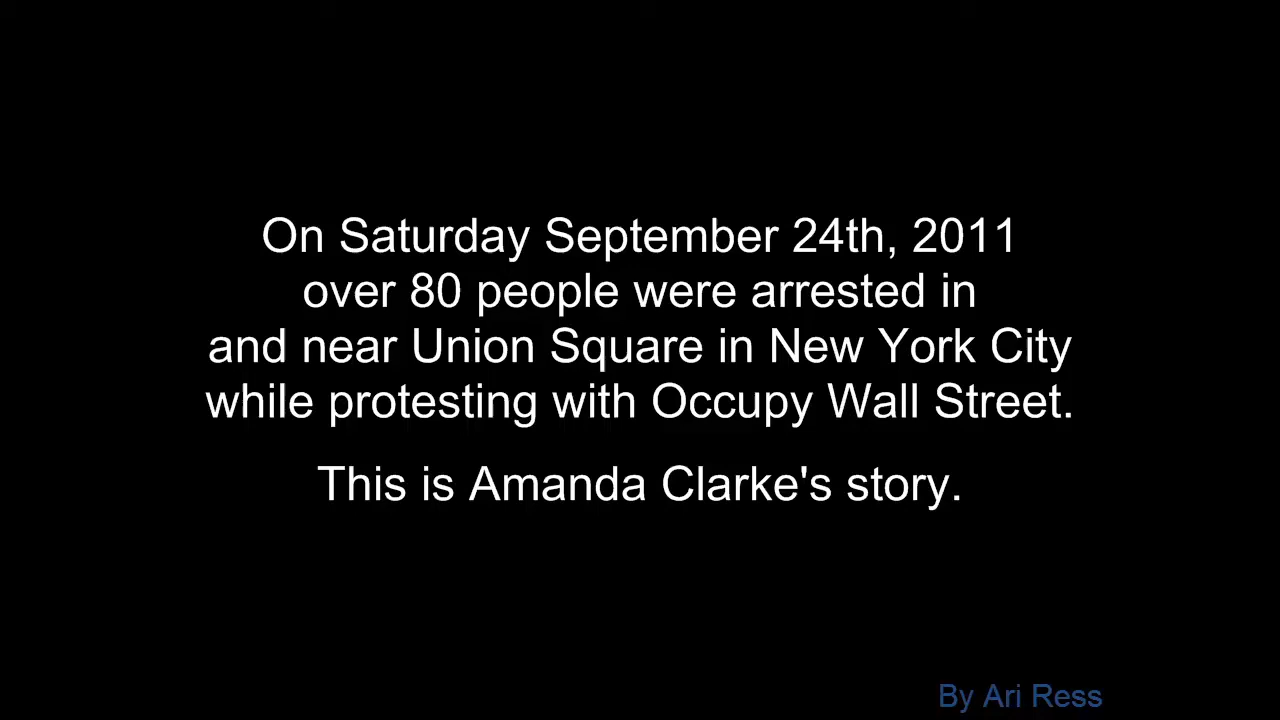 On Saturday September 24th, 2011
over 80 people were arrested in
and near Union Square in New York City
while protesting with Occupy Wall Street.
This is Amanda Clarke's story.
By Ari Ress